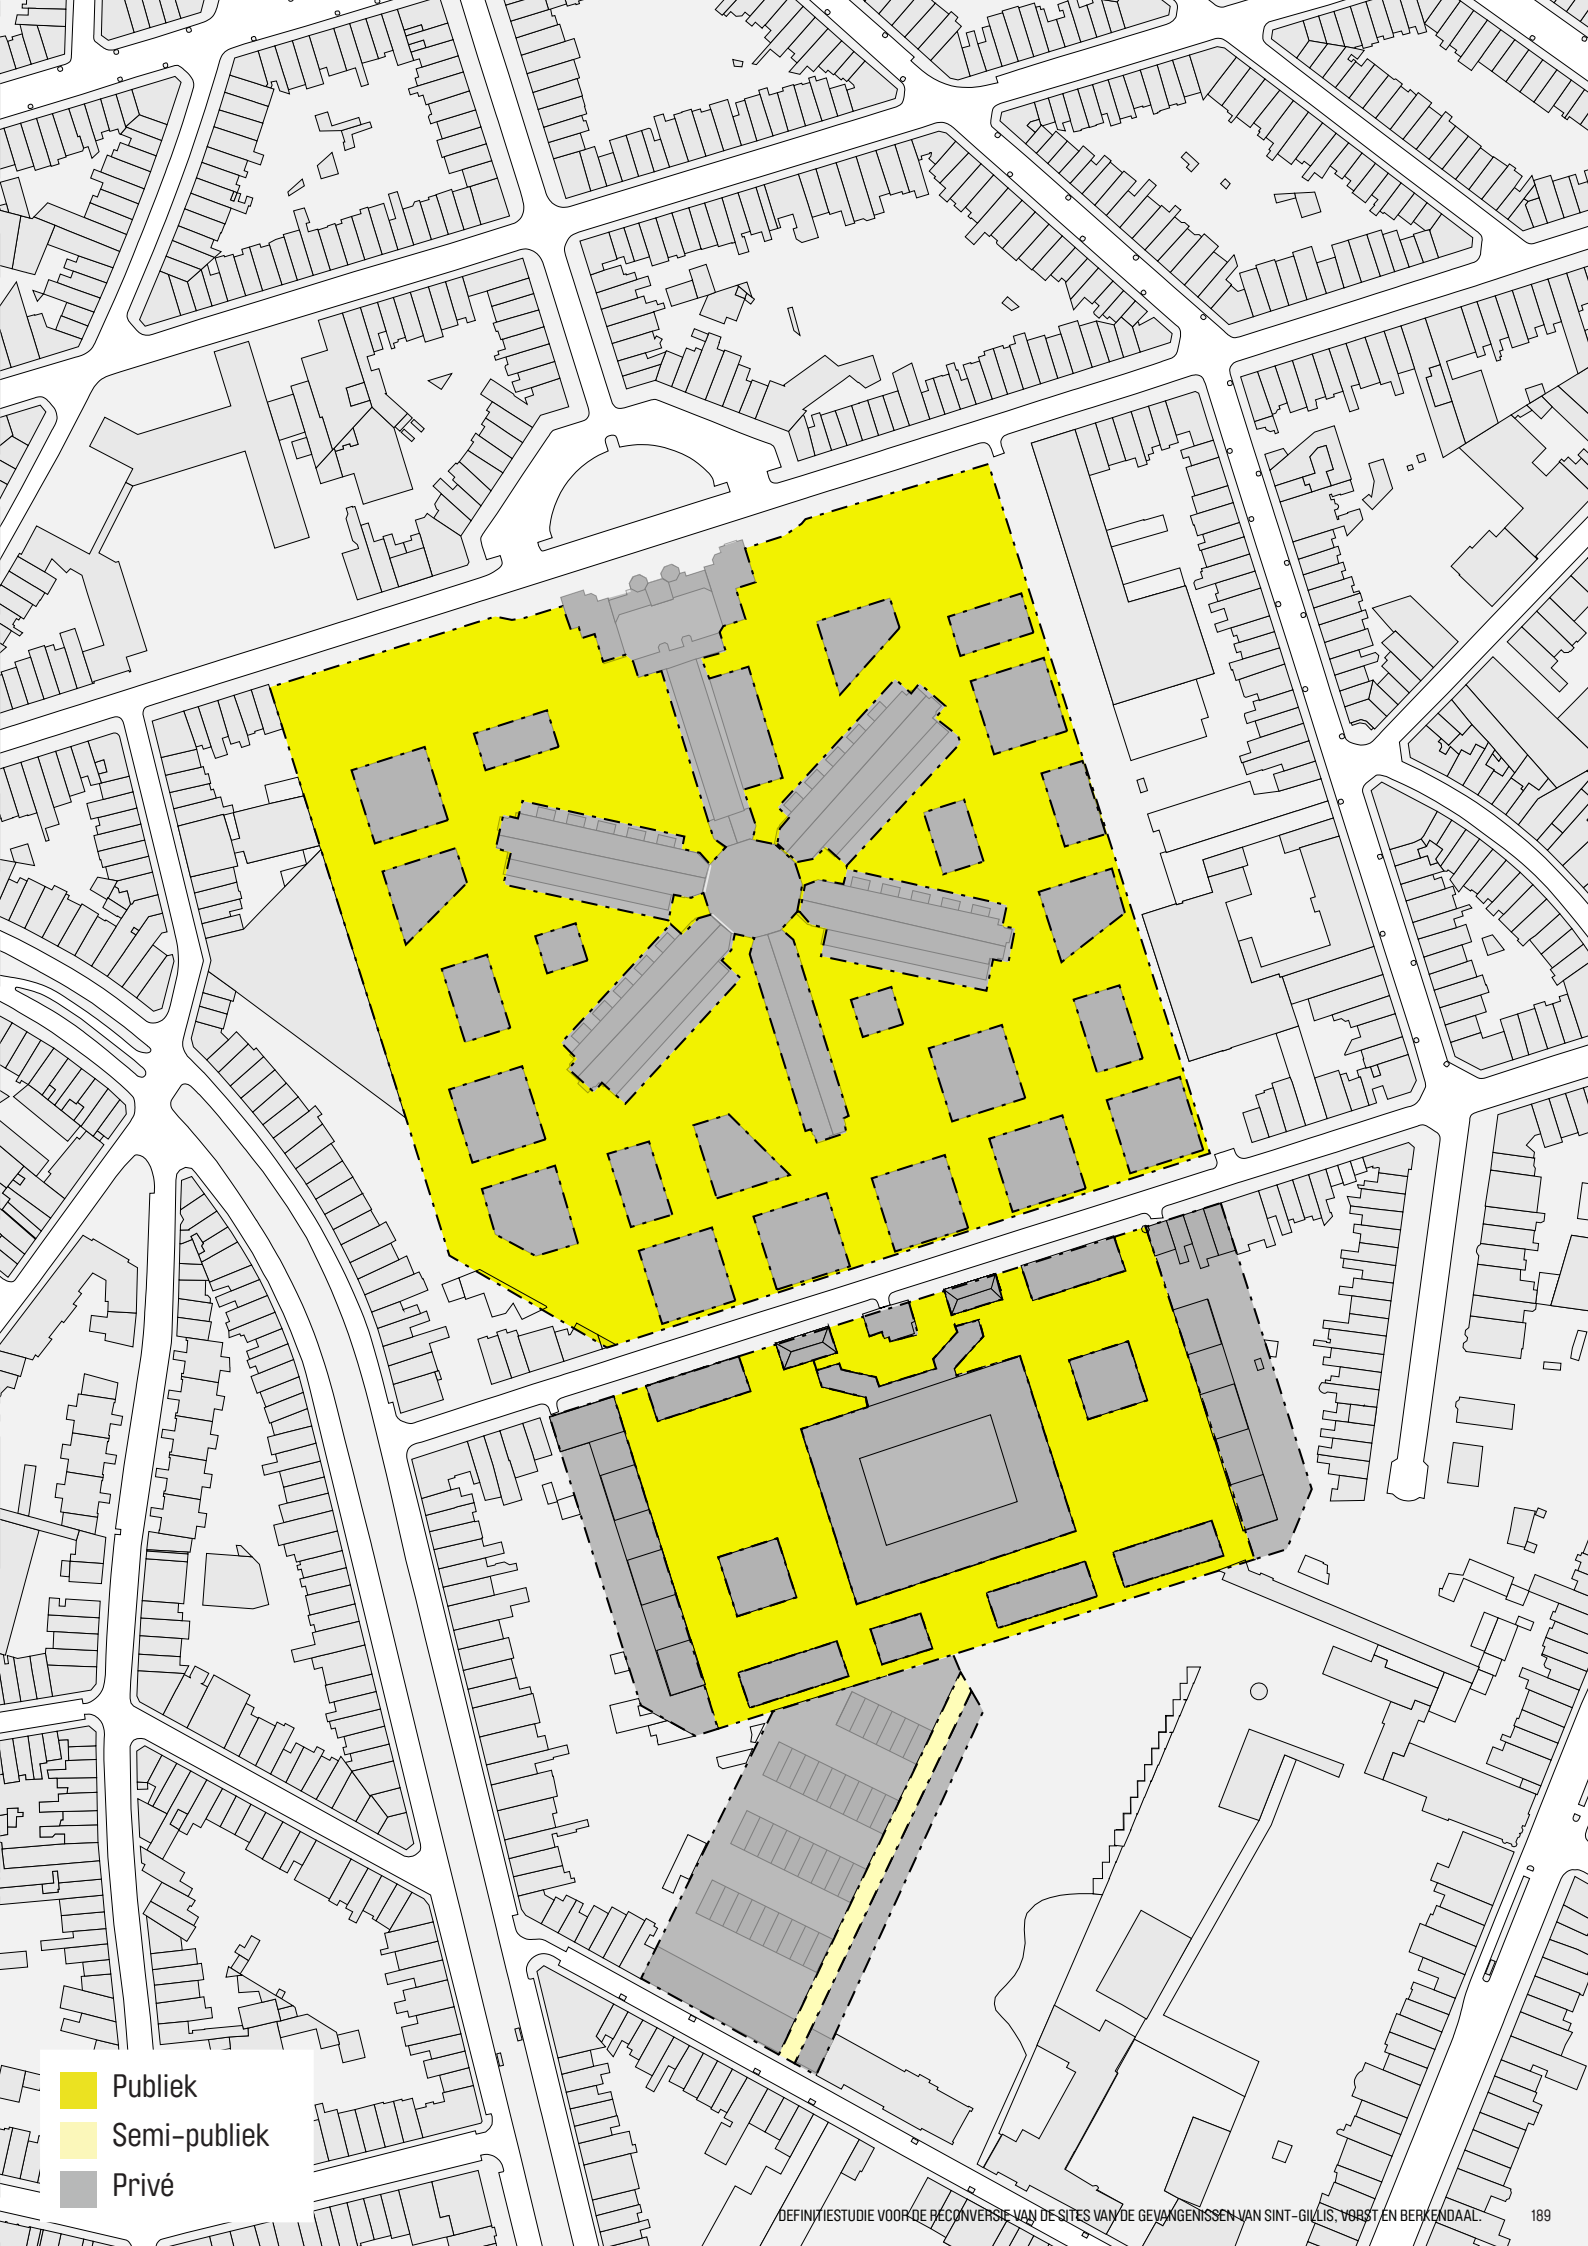 Publiek
Semi-publiek
Privé
DEFINITIESTUDIE VOOR DE RECONVERSIE VAN DE SITES VAN DE GEVANGENISSEN VAN SINT-GILLIS, VORST EN BERKENDAAL. 189